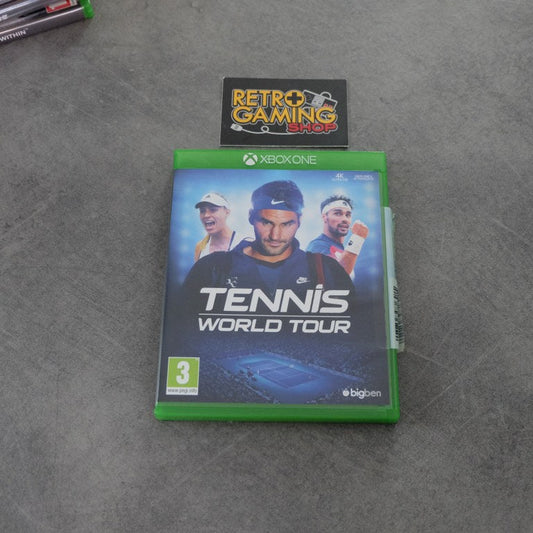 WITHIN
RETRO
GAMING
SHOP
XBOX ONE
4K
TENNIS
WORLD TOUR
3
www.pegi.info
bigben